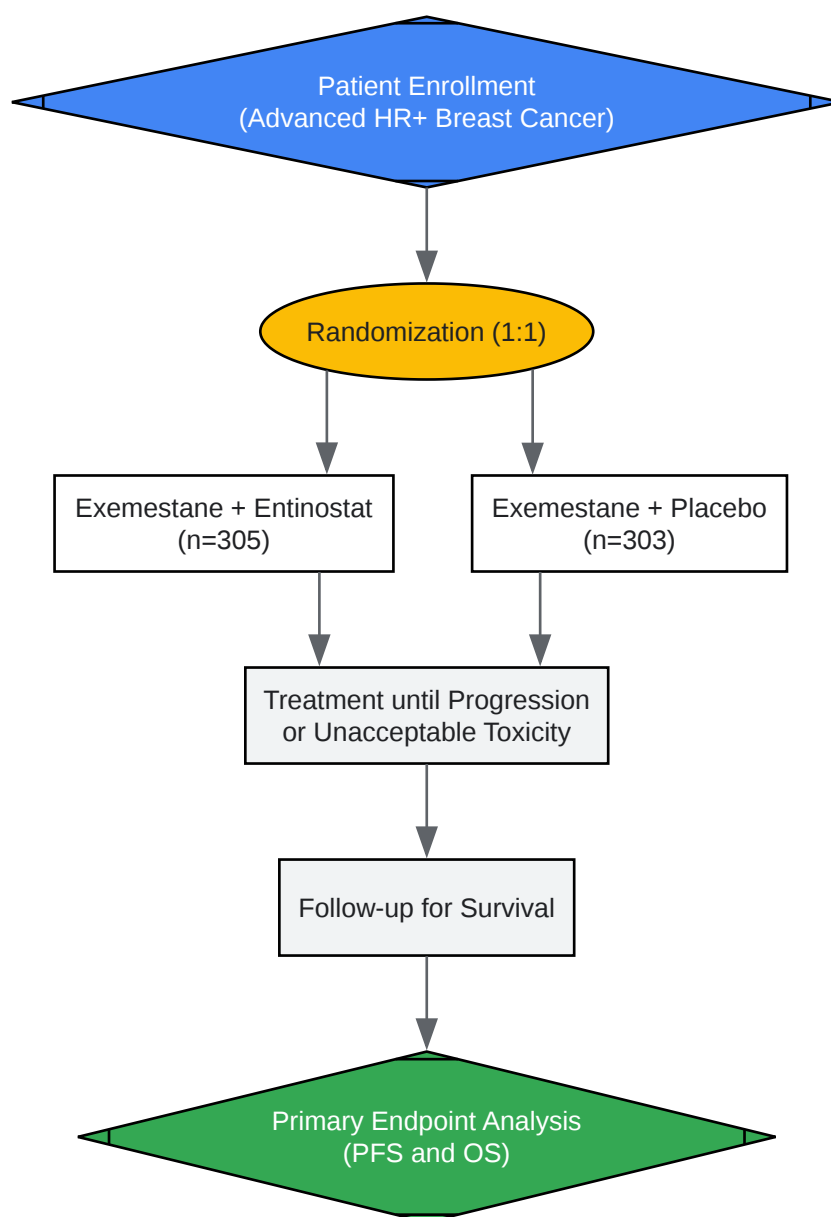 Patient Enrollment
(Advanced HR+ Breast Cancer)
Randomization (1:1)
Exemestane + Entinostat
(n=305)
Exemestane + Placebo
(n=303)
Treatment until Progression
or Unacceptable Toxicity
Follow-up for Survival
Primary Endpoint Analysis
(PFS and OS)